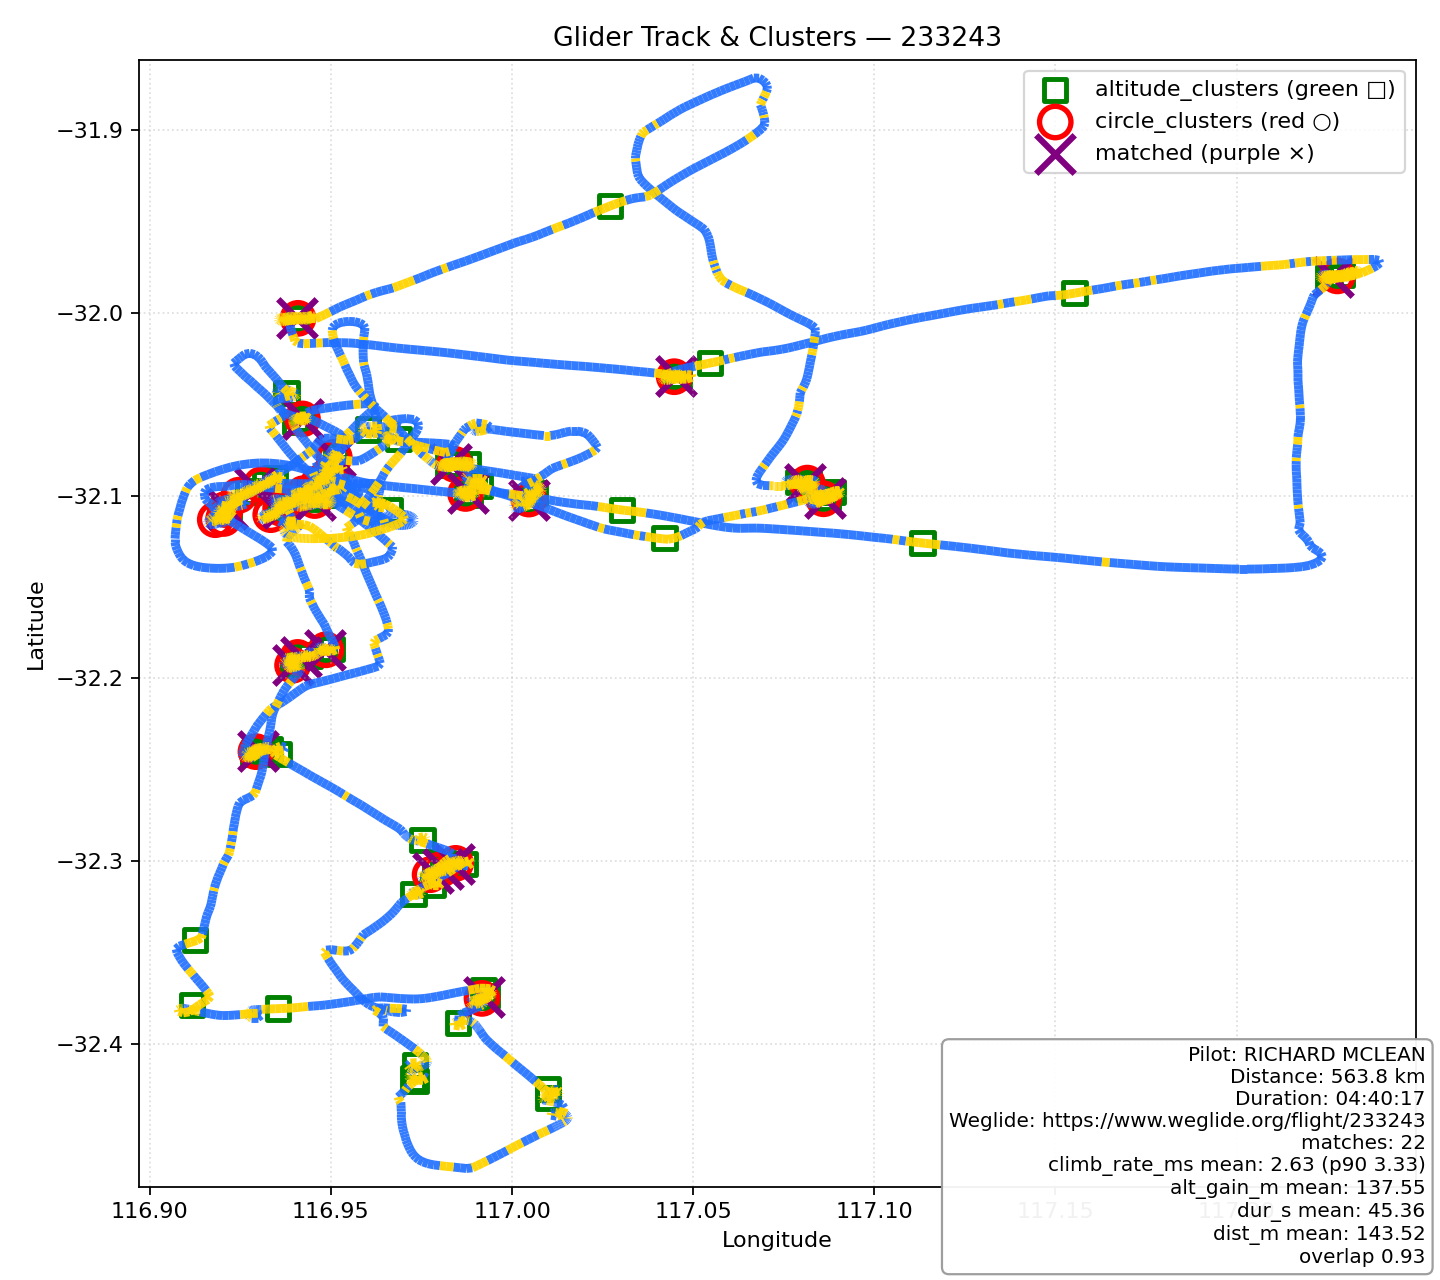 Glider Track & Clusters — 233243
altitude_clusters (green □)
circle_clusters (red ○)
matched (purple ×)
Latitude
−31.9
−32.0
−32.1
−32.2
−32.3
−32.4
116.90
116.95
117.00
117.05
117.10
117.15
Longitude
Pilot: RICHARD MCLEAN
Distance: 563.8 km
Duration: 04:40:17
Weglide: https://www.weglide.org/flight/233243
matches: 22
climb_rate_ms mean: 2.63 (p90 3.33)
alt_gain_m mean: 137.55
dur_s mean: 45.36
dist_m mean: 143.52
overlap 0.93